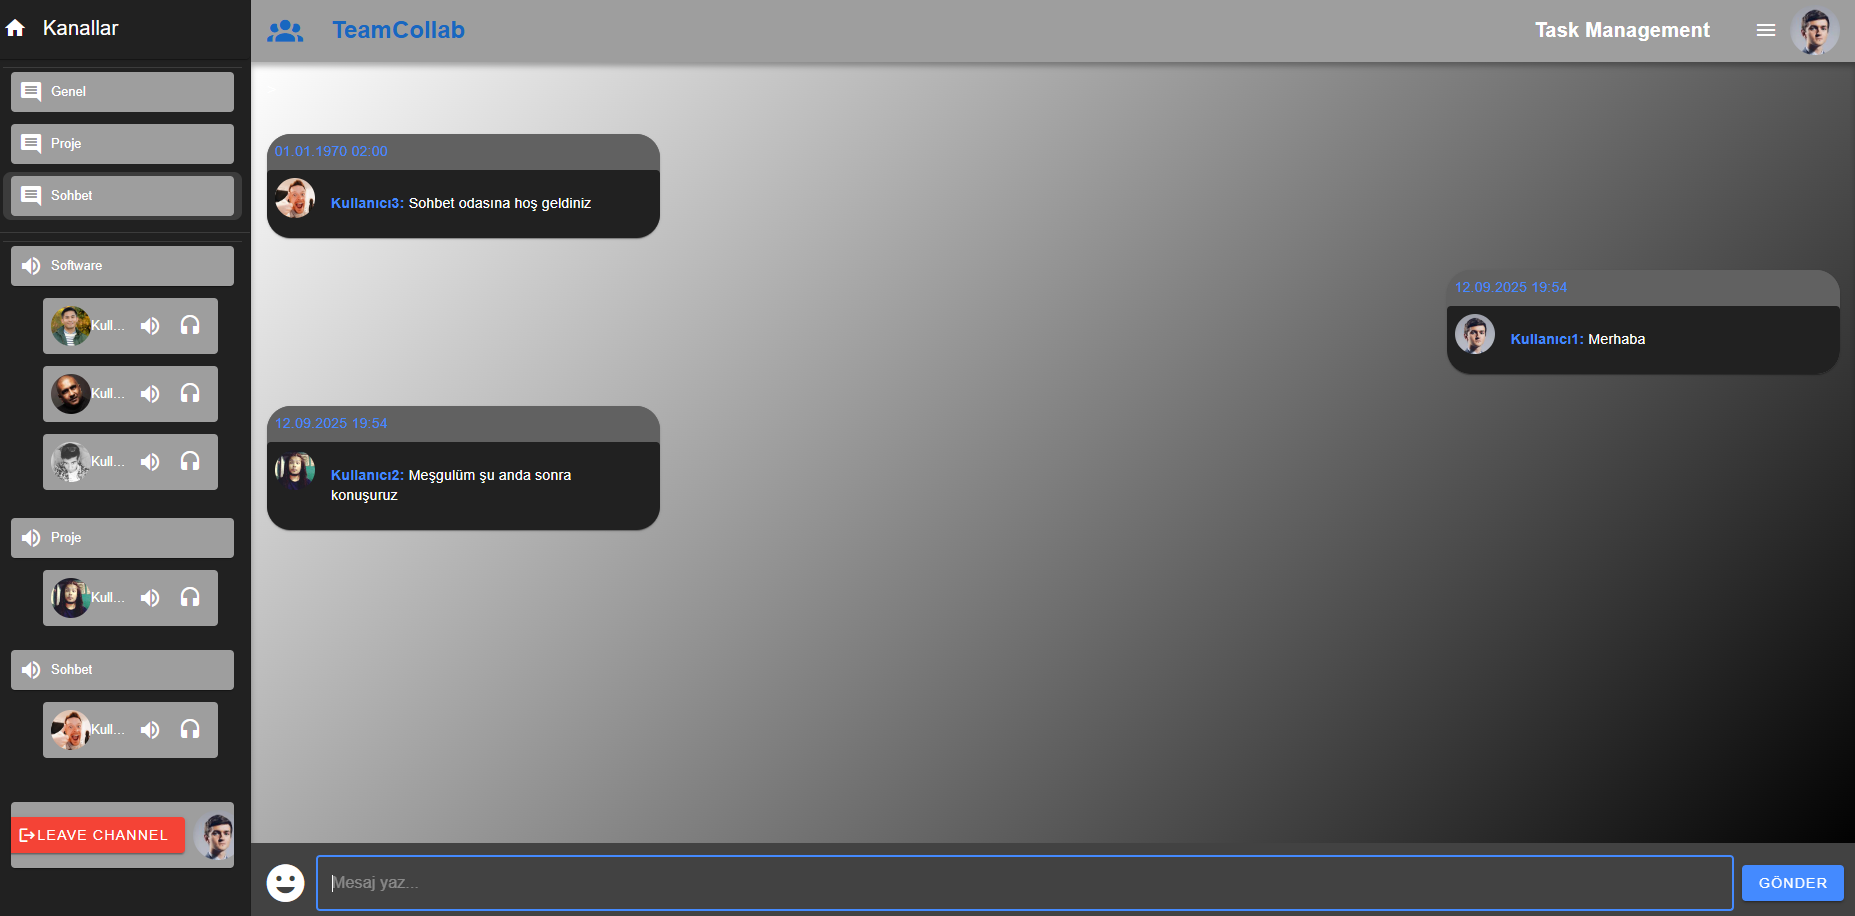 Kanallar
TeamCollab
Task Management
Genel
Proje
Sohbet
Software
Kull...
Kull...
Kull...
Proje
Kull...
Sohbet
Kull...
LEAVE CHANNEL
01.01.1970 02:00
Kullanıcı3: Sohbet odasına hoş geldiniz
12.09.2025 19:54
Kullanıcı1: Merhaba
12.09.2025 19:54
Kullanıcı2: Meşgulüm şu anda sonra
konuşuruz
Mesaj yaz...
GÖNDER